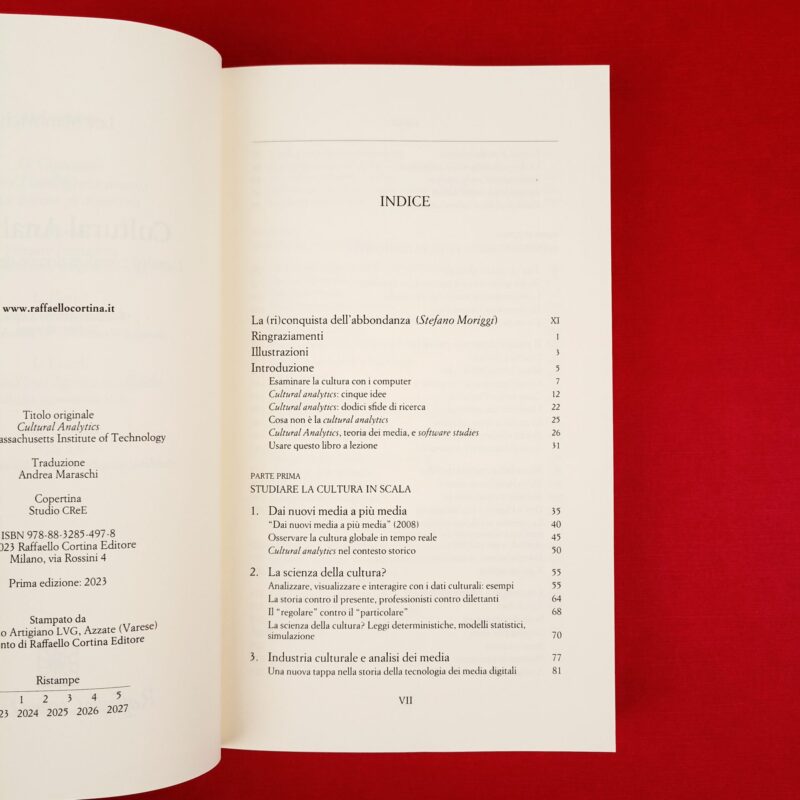 www.raffaellocortina.it
Titolo originale
Cultural Analytics
Massachusetts Institute of Technology
Traduzione
Andrea Maraschi
Copertina
Studio CReE
ISBN 978-88-3285-497-8
023 Raffaello Cortina Editore
Milano, via Rossini 4
Prima edizione: 2023
Stampato da
o Artigiano LVG, Azzate (Varese)
nto di Raffaello Cortina Editore
Ristampe
1 2 3 4 5
23 2024 2025 2026 2027
INDICE
La (ri)conquista dell'abbondanza (Stefano Moriggi) XI
Ringraziamenti 1
Illustrazioni 3
Introduzione 5
Esaminare la cultura con i computer 7
Cultural analytics: cinque idee 12
Cultural analytics: dodici sfide di ricerca 22
Cosa non è la cultural analytics 25
Cultural Analytics, teoria dei media, e software studies 26
Usare questo libro a lezione 31
PARTE PRIMA
STUDIARE LA CULTURA IN SCALA
1. Dai nuovi media a più media 35
"Dai nuovi media a più media" (2008) 40
Osservare la cultura globale in tempo reale 45
Cultural analytics nel contesto storico 50
2. La scienza della cultura? 55
Analizzare, visualizzare e interagire con i dati culturali: esempi 55
La storia contro il presente, professionisti contro dilettanti 64
Il "regolare" contro il "particolare" 68
La scienza della cultura? Leggi deterministiche, modelli statistici,
simulazione 70
3. Industria culturale e analisi dei media 77
Una nuova tappa nella storia della tecnologia dei media digitali 81
VII